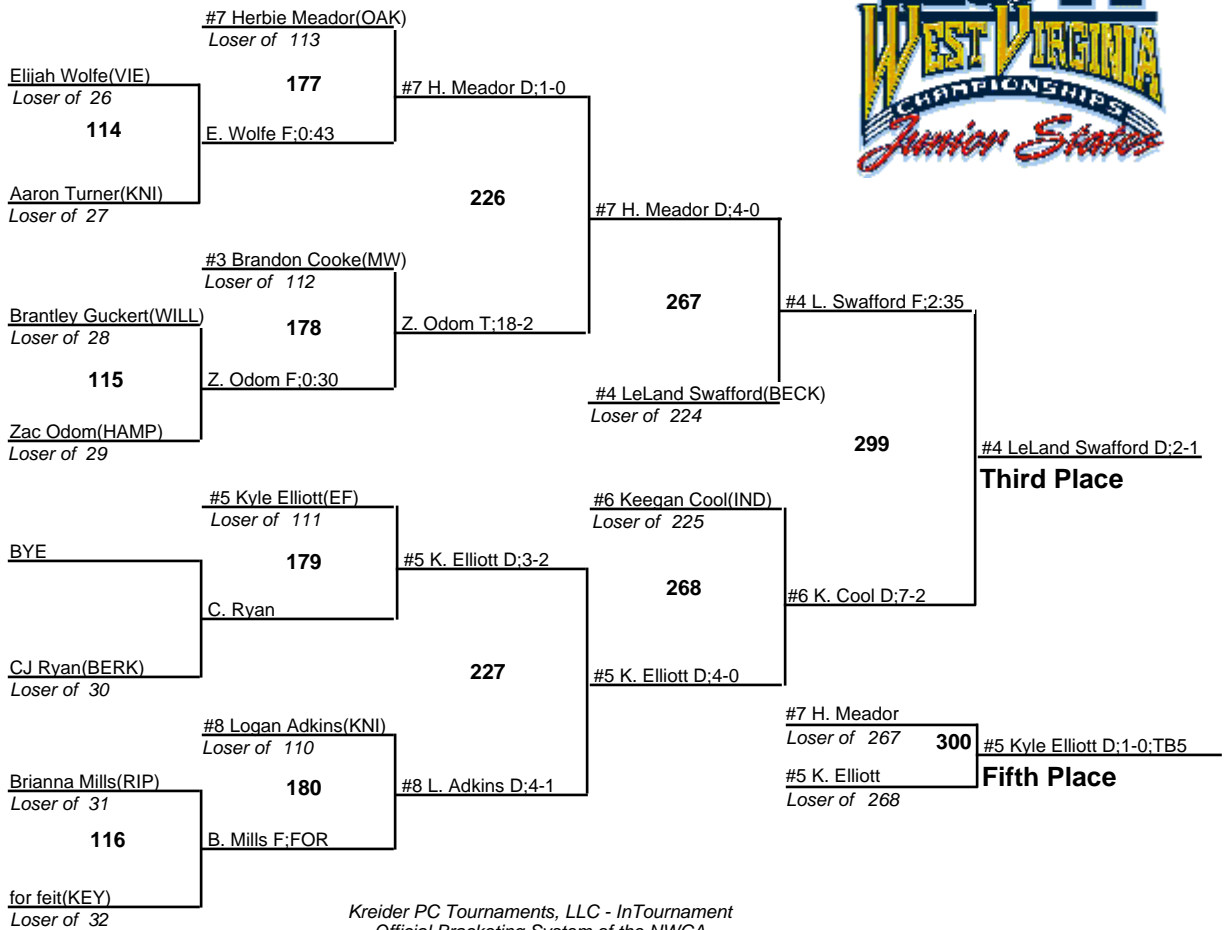 #7 Herbie Meador(OAK)
Loser of 113
WEST VIRGINIA
CHAMPIONSHIPS
Junior States
Elijah Wolfe(VIE)
Loser of 26
177
#7 H. Meador D;1-0
114
E. Wolfe F;0:43
Aaron Turner(KNI)
Loser of 27
226
#7 H. Meador D;4-0
#3 Brandon Cooke(MW)
Loser of 112
267
#4 L. Swafford F;2:35
Brantley Guckert(WILL)
Loser of 28
178
Z. Odom T;18-2
115
Z. Odom F;0:30
#4 LeLand Swafford(BECK)
Loser of 224
Zac Odom(HAMP)
Loser of 29
299
#4 LeLand Swafford D;2-1
Third Place
#5 Kyle Elliott(EF)
Loser of 111
#6 Keegan Cool(IND)
Loser of 225
BYE
179
#5 K. Elliott D;3-2
268
#6 K. Cool D;7-2
C. Ryan
CJ Ryan(BERK)
Loser of 30
227
#5 K. Elliott D;4-0
#8 Logan Adkins(KNI)
Loser of 110
#7 H. Meador
Loser of 267
300
#5 Kyle Elliott D;1-0;TB5
Fifth Place
#5 K. Elliott
Loser of 268
Brianna Mills(RIP)
Loser of 31
180
#8 L. Adkins D;4-1
116
B. Mills F;FOR
for feit(KEY)
Loser of 32
Kreider PC Tournaments, LLC - InTournament
Official Bracketing System of the NWCA